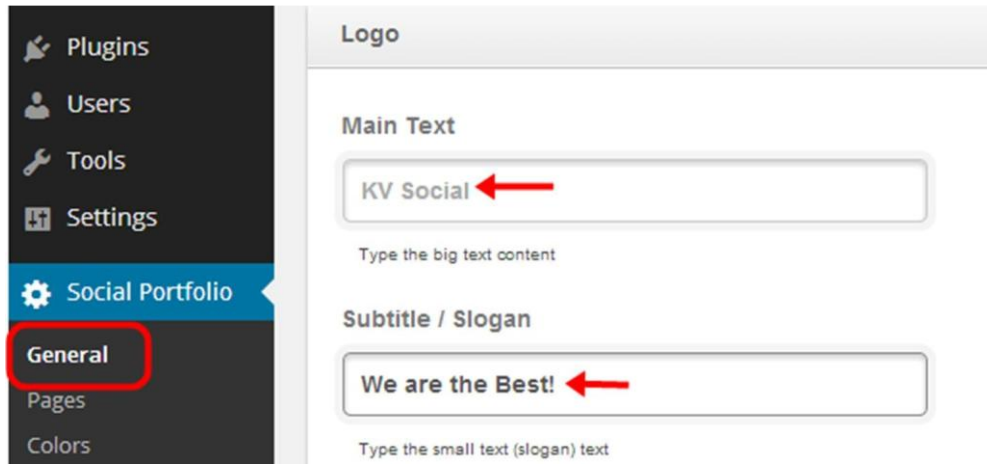 Plugins
Users
Tools
Settings
Social Portfolio
General
Pages
Colors
Logo
Main Text
KV Social
Type the big text content
Subtitle / Slogan
We are the Best!
Type the small text (slogan) text